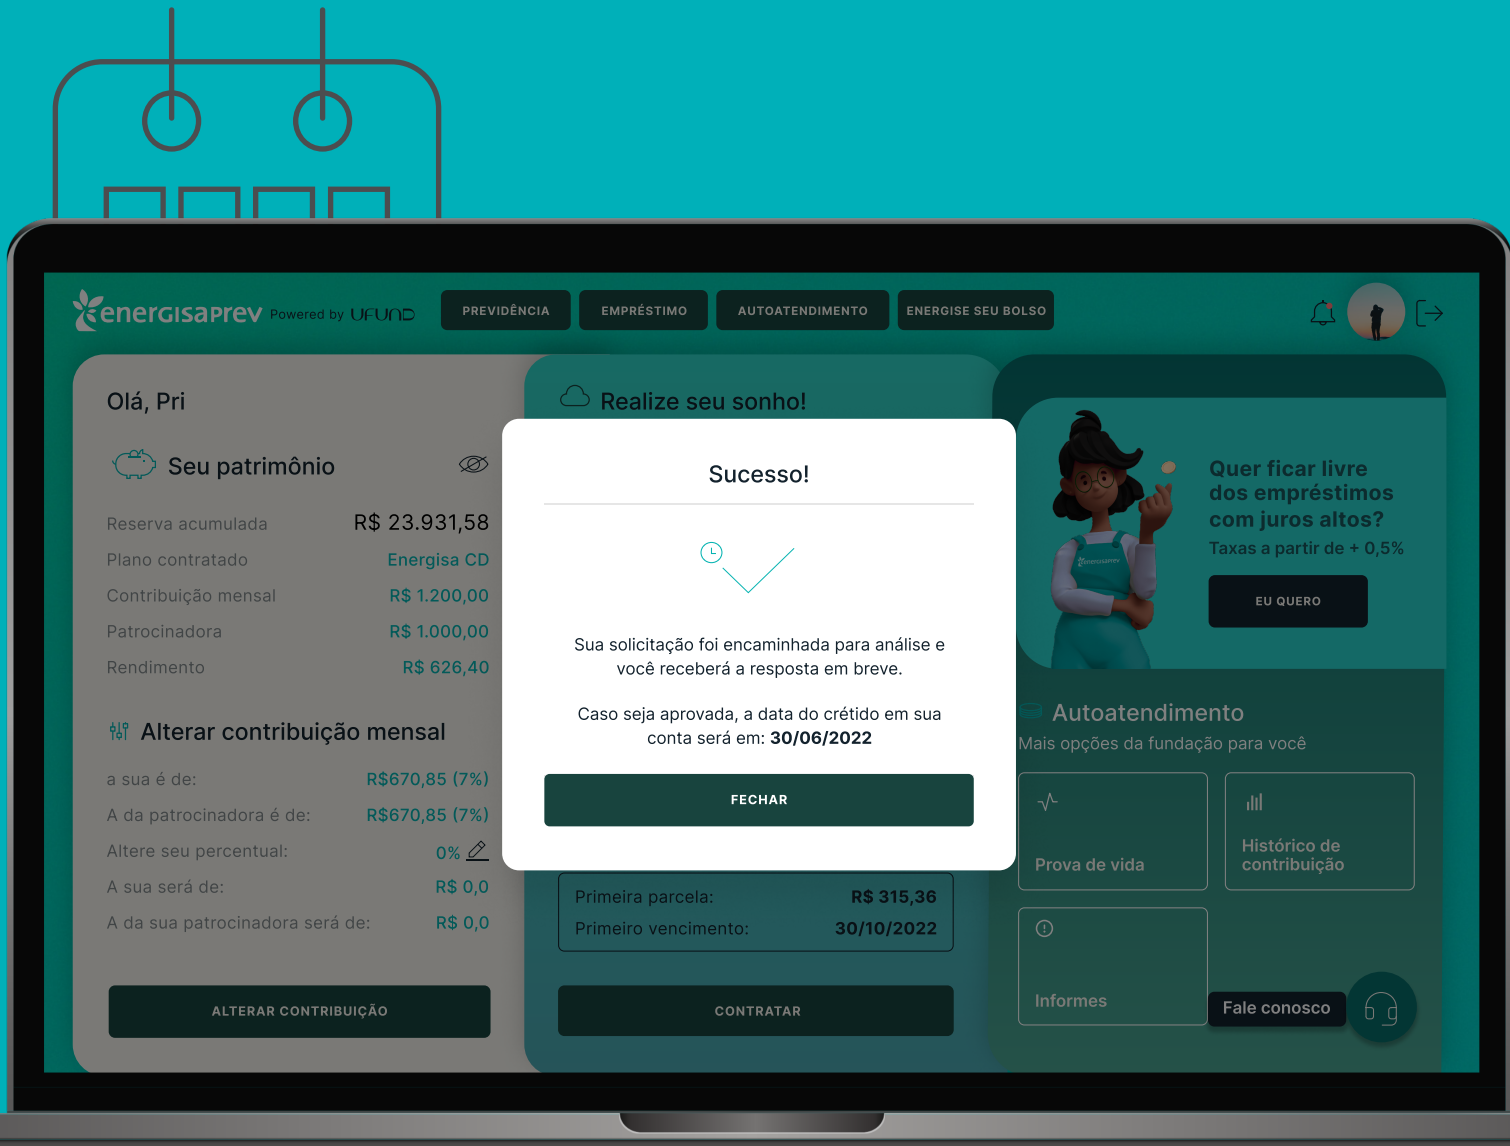 energisaprev Powered by UFUND
PREVIDÊNCIA
EMPRÉSTIMO
AUTOATENDIMENTO
ENERGISE SEU BOLSO
Olá, Pri
Seu patrimônio
Reserva acumulada R$ 23.931,58
Plano contratado Energisa CD
Contribuição mensal R$ 1.200,00
Patrocinadora R$ 1.000,00
Rendimento R$ 626,40
Alterar contribuição mensal
a sua é de: R$670,85 (7%)
A da patrocinadora é de: R$670,85 (7%)
Altere seu percentual: 0%
A sua será de: R$ 0,0
A da sua patrocinadora será de: R$ 0,0
ALTERAR CONTRIBUIÇÃO
Realize seu sonho!
Sucesso!
Sua solicitação foi encaminhada para análise e
você receberá a resposta em breve.
Caso seja aprovada, a data do crétido em sua
conta será em: 30/06/2022
FECHAR
Primeira parcela: R$ 315,36
Primeiro vencimento: 30/10/2022
CONTRATAR
energisaprev
Quer ficar livre
dos empréstimos
com juros altos?
Taxas a partir de + 0,5%
EU QUERO
Autoatendimento
Mais opções da fundação para você
Prova de vida
Histórico de
contribuição
Informes
Fale conosco